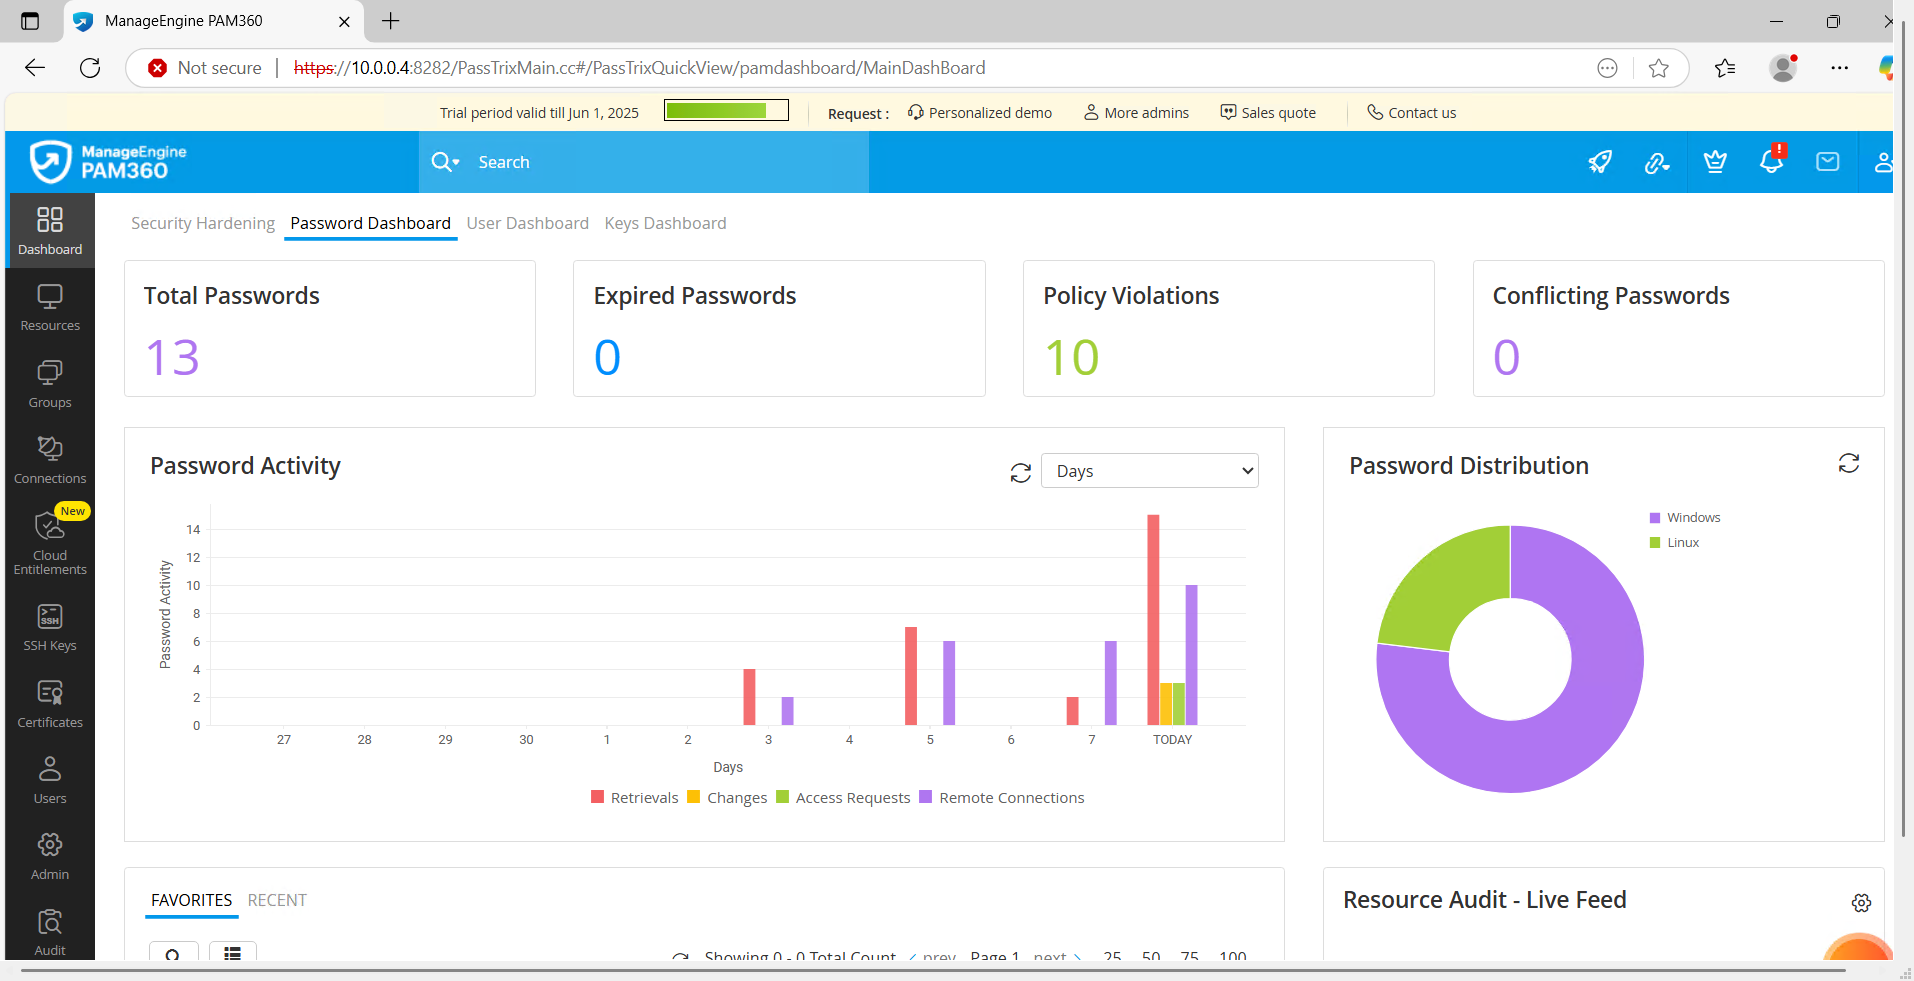 ManageEngine PAM360
Not secure https://10.0.0.4:8282/PassTrixMain.cc#/PassTrixQuickView/pamdashboard/MainDashBoard
Trial period valid till Jun 1, 2025 Request : Personalized demo More admins Sales quote Contact us
ManageEngine
PAM360
Search
!
Security Hardening Password Dashboard User Dashboard Keys Dashboard
Dashboard
Resources
Groups
Connections
New
Cloud
Entitlements
SSH
SSH Keys
Certificates
Users
Admin
Audit
Total Passwords
13
Expired Passwords
0
Policy Violations
10
Conflicting Passwords
0
Password Activity
Days
Password Activity
14
12
10
8
6
4
2
0
27 28 29 30 1 2 3 4 5 6 7 TODAY
Days
Retrievals Changes Access Requests Remote Connections
Password Distribution
Windows
Linux
FAVORITES RECENT
Showing 0 - 0 Total Count prev Page 1 next 25 50 75 100
Resource Audit - Live Feed